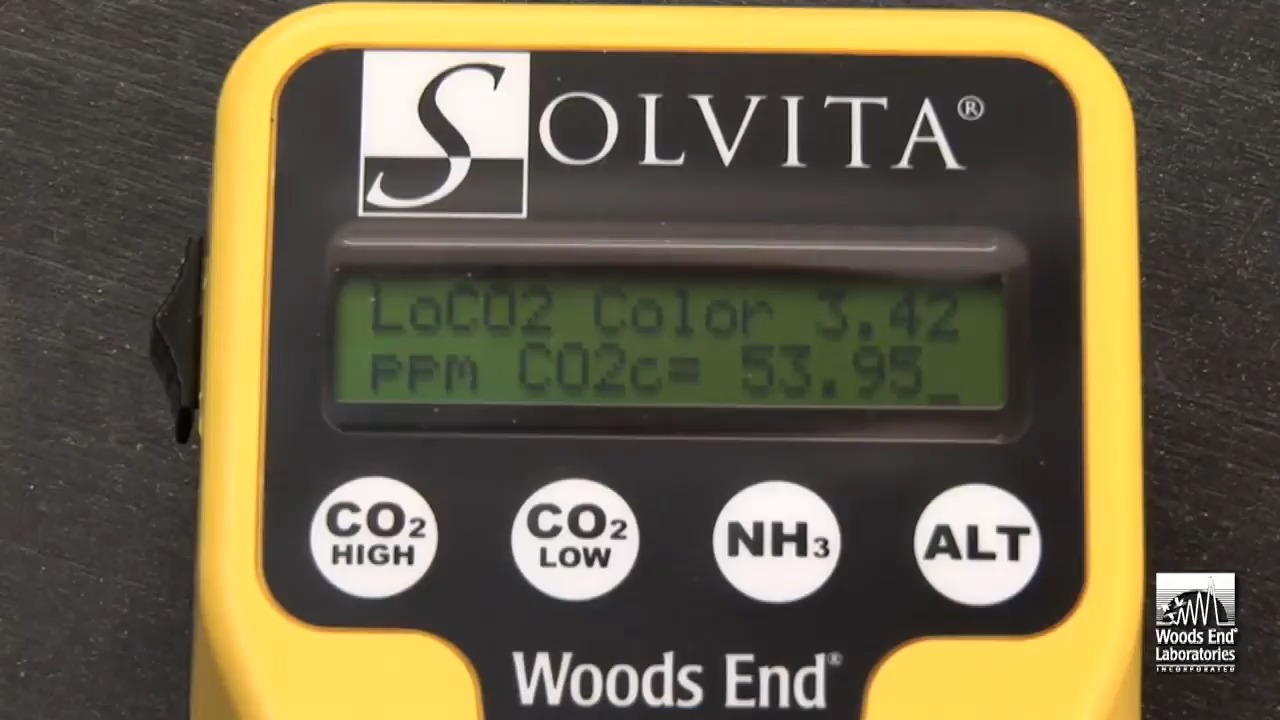 SOLVITA®
LoCO2 Color 3.42
ppm CO2c= 53.95_
CO2 HIGH
CO2 LOW
NH3
ALT
Woods End®
Woods End®
Laboratories
INCORPORATED